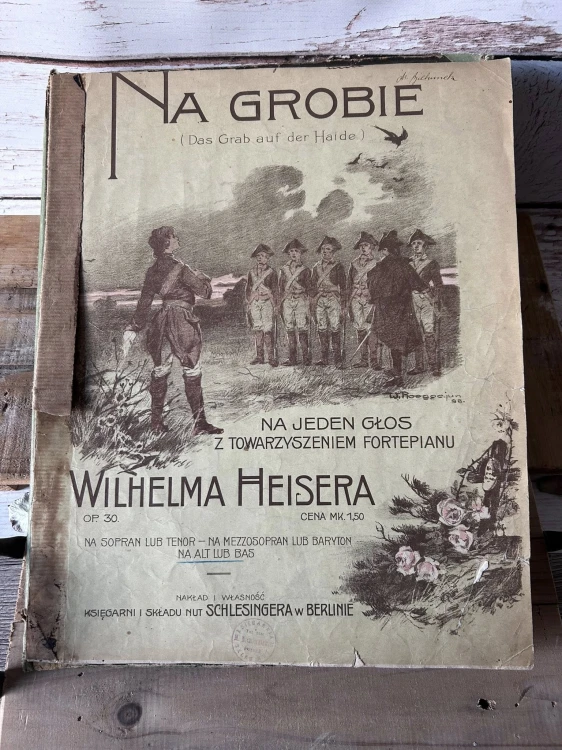 NA GROBIE
(Das Grab auf der Haide)
98.
NA JEDEN GŁOS
Z TOWARZYSZENIEM FORTEPIANU
WILHELMA HEISERA
OP. 30. CENA MK. 1,50
NA SOPRAN LUB TENOR — NA MEZZOSOPRAN LUB BARYTON —
NA ALT LUB BAS
NAKŁAD I WŁASNOŚĆ
KSIĘGARNI I SKŁADU NUT SCHLESINGERA W BERLINIE